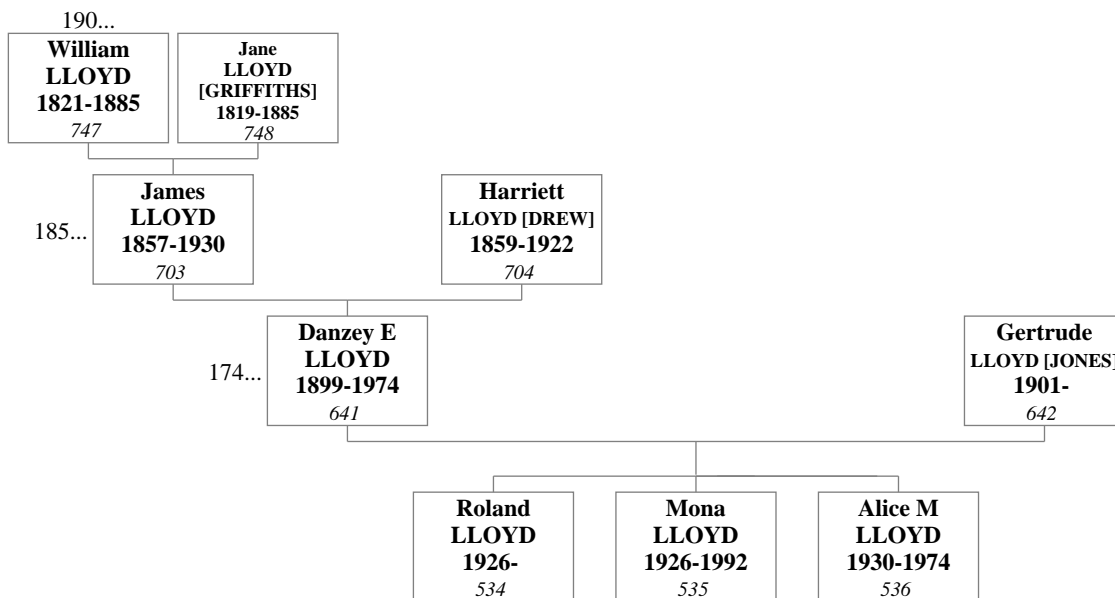 190...
William
LLOYD
1821-1885
747
Jane
LLOYD
[GRIFFITHS]
1819-1885
748
185...
James
LLOYD
1857-1930
703
Harriett
LLOYD [DREW]
1859-1922
704
174...
Danzey E
LLOYD
1899-1974
641
Gertrude
LLOYD [JONES]
1901-
642
Roland
LLOYD
1926-
534
Mona
LLOYD
1926-1992
535
Alice M
LLOYD
1930-1974
536